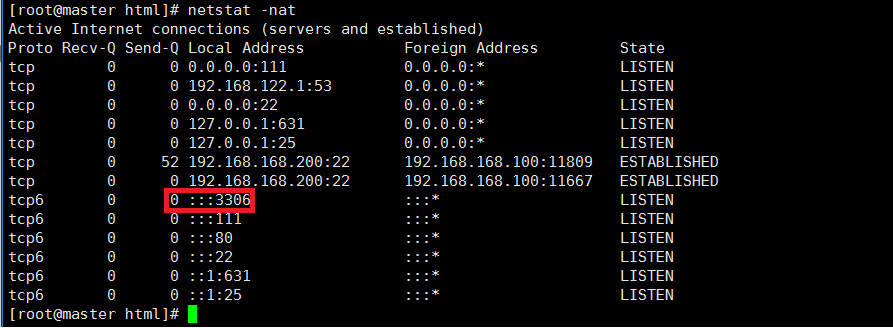 [root@master html]# netstat -nat
Active Internet connections (servers and established)
Proto Recv-Q Send-Q Local Address           Foreign Address         State
tcp        0      0 0.0.0.0:111             0.0.0.0:*               LISTEN
tcp        0      0 192.168.122.1:53        0.0.0.0:*               LISTEN
tcp        0      0 0.0.0.0:22              0.0.0.0:*               LISTEN
tcp        0      0 127.0.0.1:631           0.0.0.0:*               LISTEN
tcp        0      0 127.0.0.1:25            0.0.0.0:*               LISTEN
tcp        0     52 192.168.168.200:22      192.168.168.100:11809   ESTABLISHED
tcp        0      0 192.168.168.200:22      192.168.168.100:11667   ESTABLISHED
tcp6       0      0 :::3306                 :::*                    LISTEN
tcp6       0      0 :::111                  :::*                    LISTEN
tcp6       0      0 :::80                   :::*                    LISTEN
tcp6       0      0 :::22                   :::*                    LISTEN
tcp6       0      0 ::1:631                 :::*                    LISTEN
tcp6       0      0 ::1:25                  :::*                    LISTEN
[root@master html]#